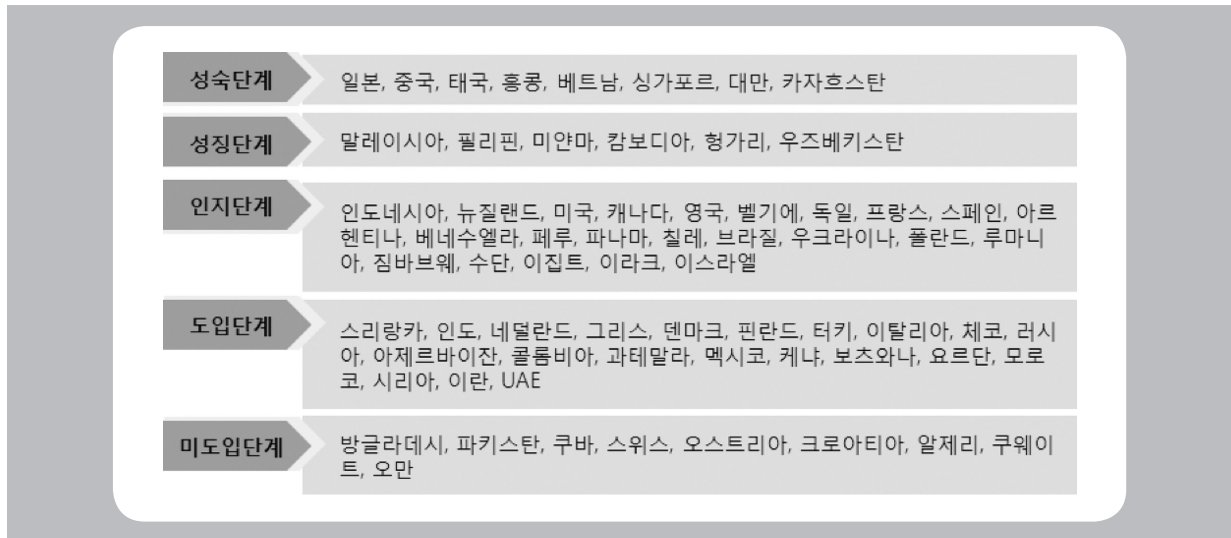 성숙단계
일본, 중국, 태국, 홍콩, 베트남, 싱가포르, 대만, 카자흐스탄
성징단계
말레이시아, 필리핀, 미얀마, 캄보디아, 헝가리, 우즈베키스탄
인지단계
인도네시아, 뉴질랜드, 미국, 캐나다, 영국, 벨기에, 독일, 프랑스, 스페인, 아르
헨티나, 베네수엘라, 페루, 파나마, 칠레, 브라질, 우크라이나, 폴란드, 루마니
아, 짐바브웨, 수단, 이집트, 이라크, 이스라엘
도입단계
스리랑카, 인도, 네덜란드, 그리스, 덴마크, 핀란드, 터키, 이탈리아, 체코, 러시
아, 아제르바이잔, 콜롬비아, 과테말라, 멕시코, 케냐, 보츠와나, 요르단, 모로
코, 시리아, 이란, UAE
미도입단계
방글라데시, 파키스탄, 쿠바, 스위스, 오스트리아, 크로아티아, 알제리, 쿠웨이
트, 오만